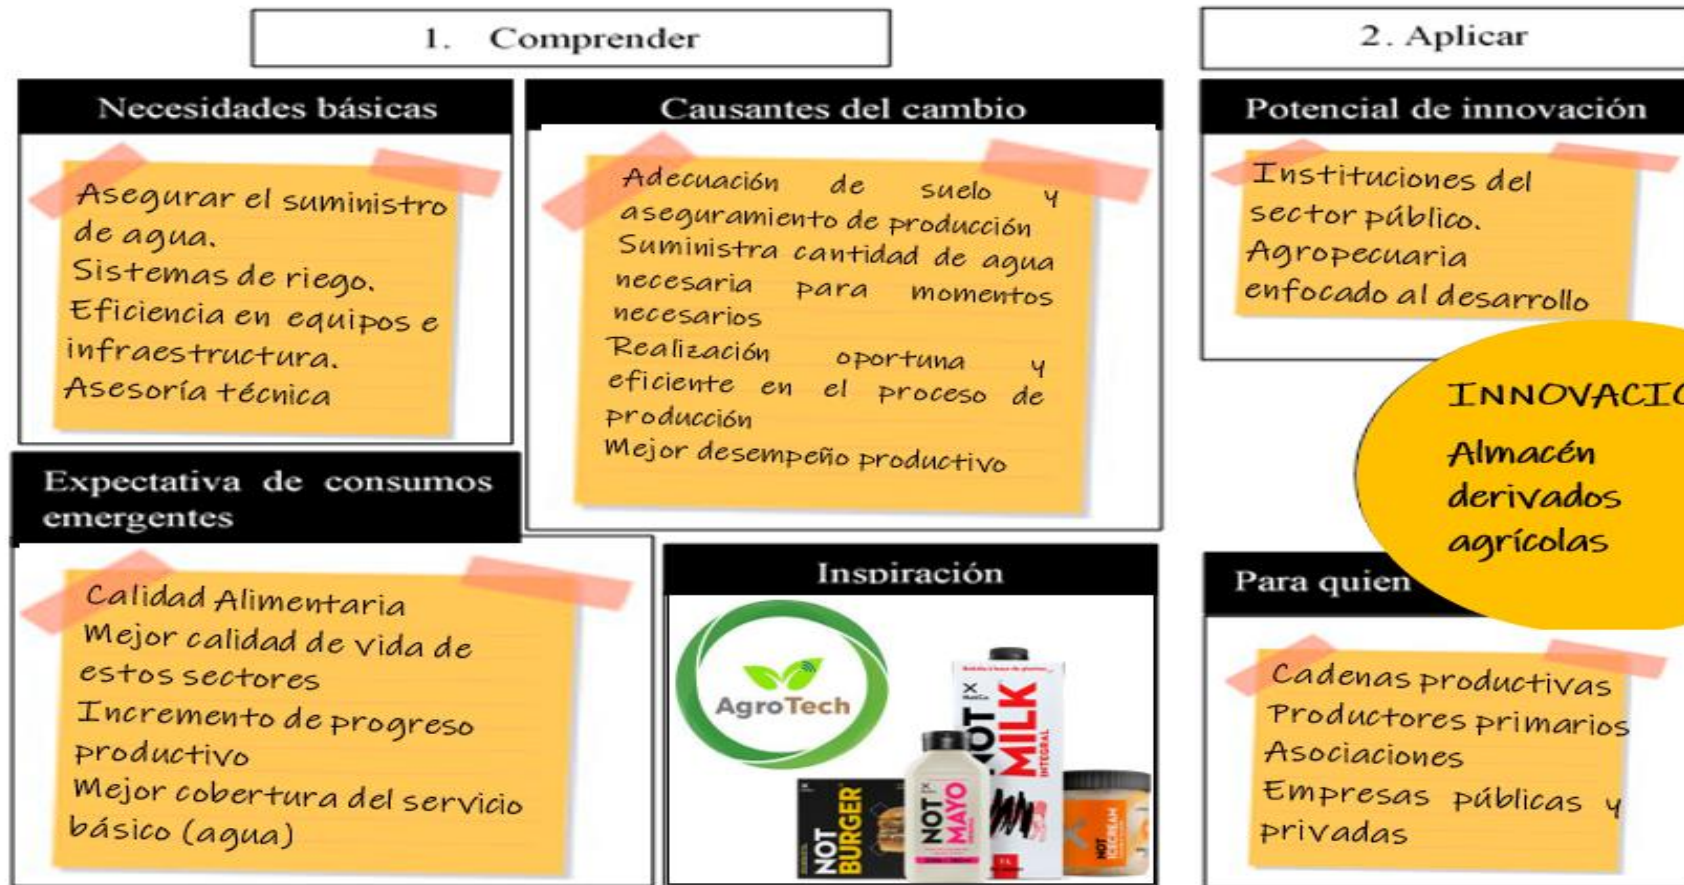 1. Comprender
Necesidades básicas
Asegurar el suministro
de agua.
Sistemas de riego.
Eficiencia en equipos e
infraestructura.
Asesoría técnica
Causantes del cambio
Adecuación de suelo y
aseguramiento de producción
Suministra cantidad de agua
necesaria para momentos
necesarios
Realización oportuna y
eficiente en el proceso de
producción
Mejor desempeño productivo
Expectativa de consumos
emergentes
Calidad Alimentaria
Mejor calidad de vida de
estos sectores
Incremento de progreso
productivo
Mejor cobertura del servicio
básico (agua)
Inspiración
AgroTech
NOT
BURGER
NOT
MAYO
NOT
MILK
INTEGRAL
NOT
ICECREAM
2. Aplicar
Potencial de innovación
Instituciones del
sector público.
Agropecuaria
enfocado al desarrollo
INNOVACIO
Almacén
derivados
agrícolas
Para quien
Cadenas productivas
Productores primarios
Asociaciones
Empresas públicas y
privadas